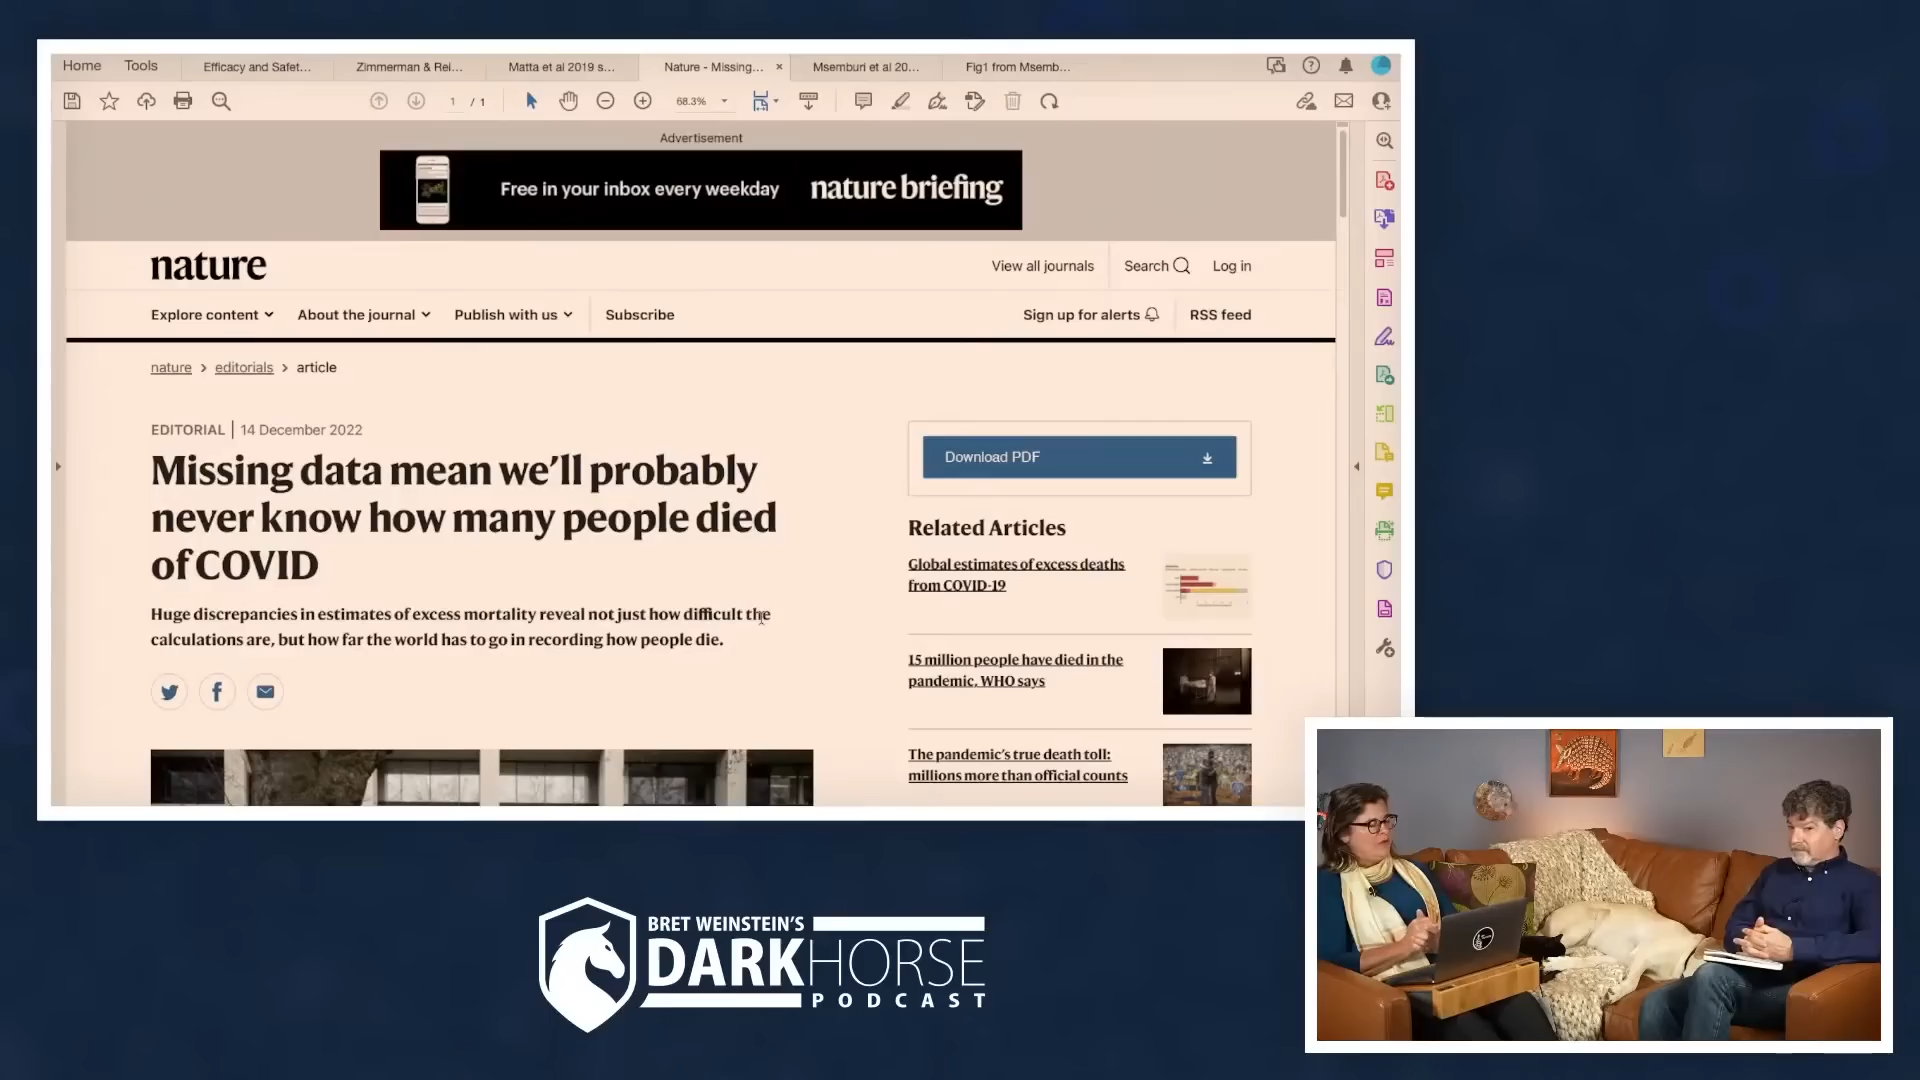 Home
Tools
Efficacy and Safet...
Zimmerman & Rei...
Matta et al 2019 s...
Nature - Missing...
Msemburi et al 20...
Fig1 from Msemb...
1 / 1
68.3%
Advertisement
Free in your inbox every weekday
nature briefing
nature
View all journals
Search
Log in
Explore content
About the journal
Publish with us
Subscribe
Sign up for alerts
RSS feed
nature > editorials > article
EDITORIAL | 14 December 2022
Missing data mean we'll probably
never know how many people died
of COVID
Huge discrepancies in estimates of excess mortality reveal not just how difficult the
calculations are, but how far the world has to go in recording how people die.
Download PDF
Related Articles
Global estimates of excess deaths
from COVID-19
15 million people have died in the
pandemic, WHO says
The pandemic's true death toll:
millions more than official counts
BRET WEINSTEIN'S
DARKHORSE
PODCAST